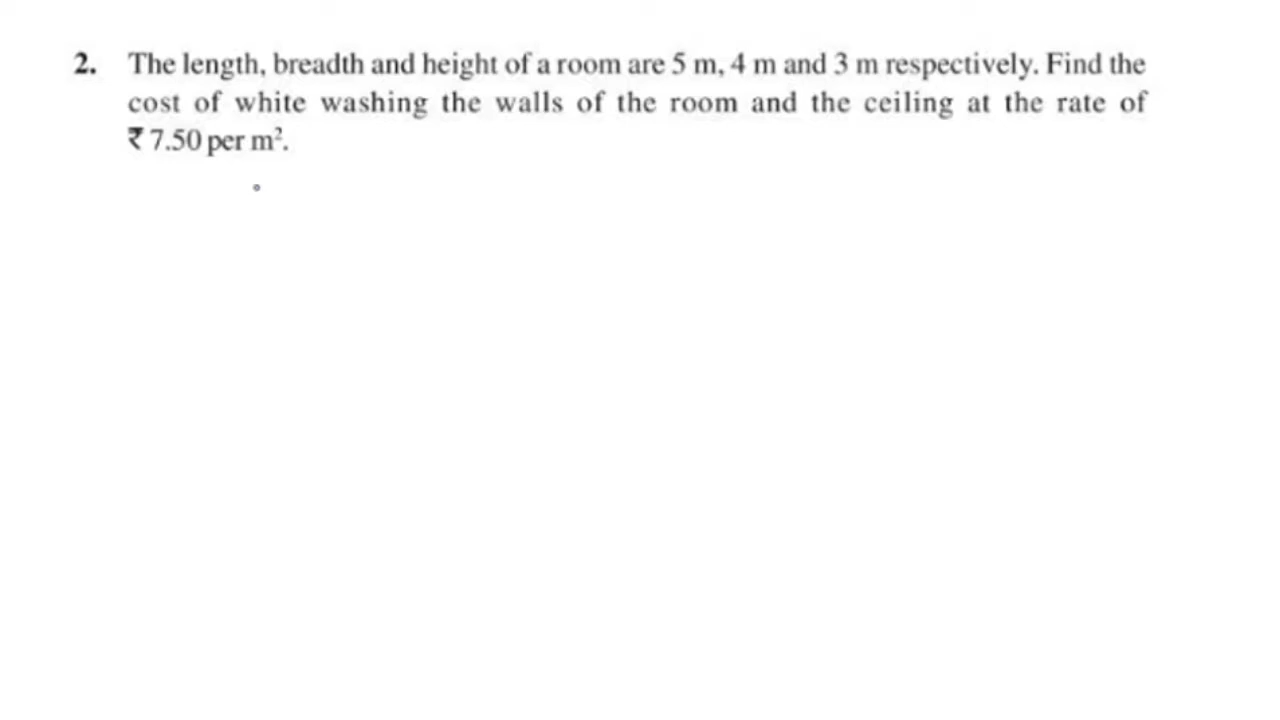 2. The length, breadth and height of a room are 5 m, 4 m and 3 m respectively. Find the
cost of white washing the walls of the room and the ceiling at the rate of
₹ 7.50 per m².